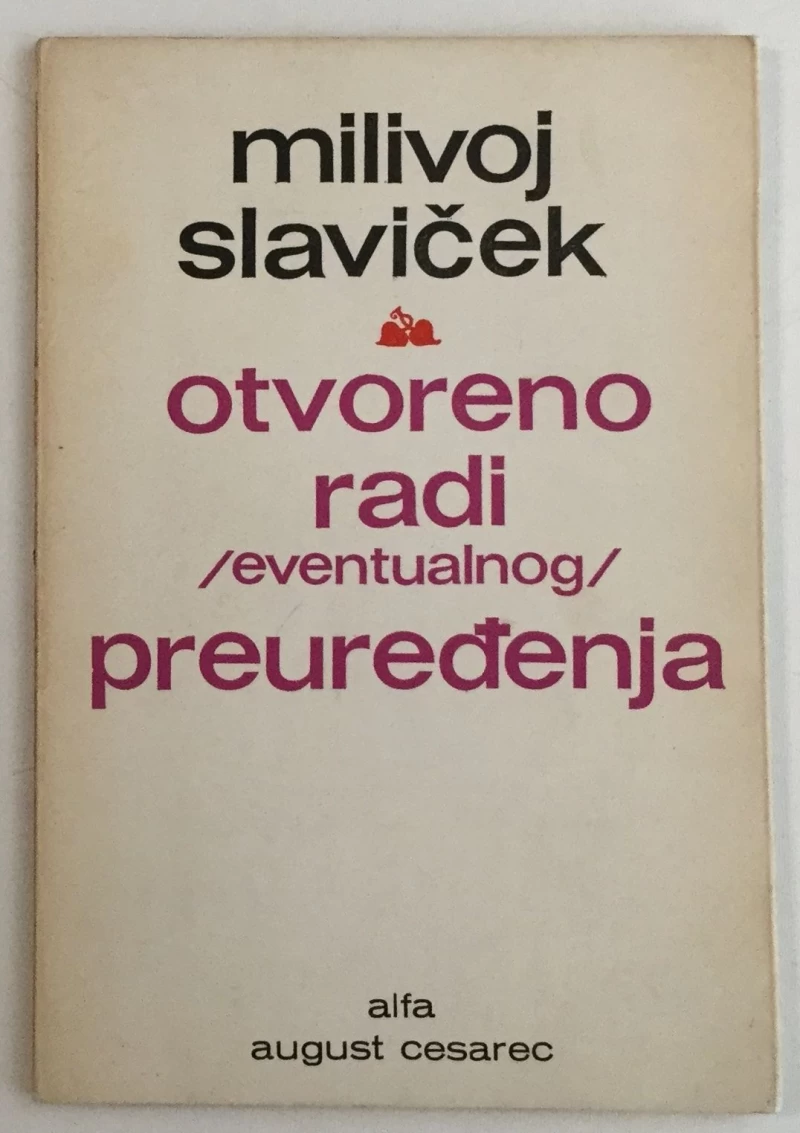 milivoj
slaviček
otvoreno
radi
/eventualnog/
preuređenja
alfa
august cesarec